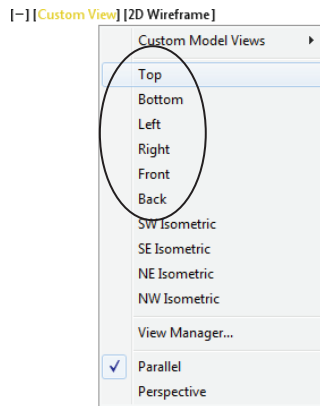 [−] [Custom View] [2D Wireframe]
Custom Model Views
Top
Bottom
Left
Right
Front
Back
SW Isometric
SE Isometric
NE Isometric
NW Isometric
View Manager...
Parallel
Perspective